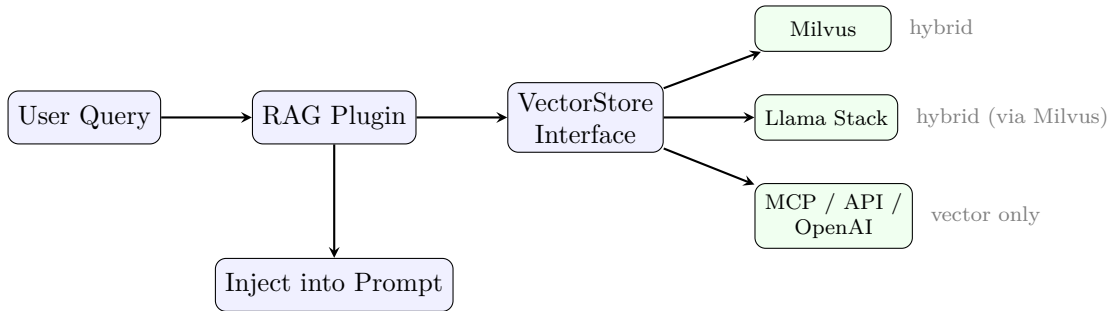 User Query
RAG Plugin
VectorStore
Interface
Milvus
hybrid
Llama Stack
hybrid (via Milvus)
MCP / API /
OpenAI
vector only
Inject into Prompt